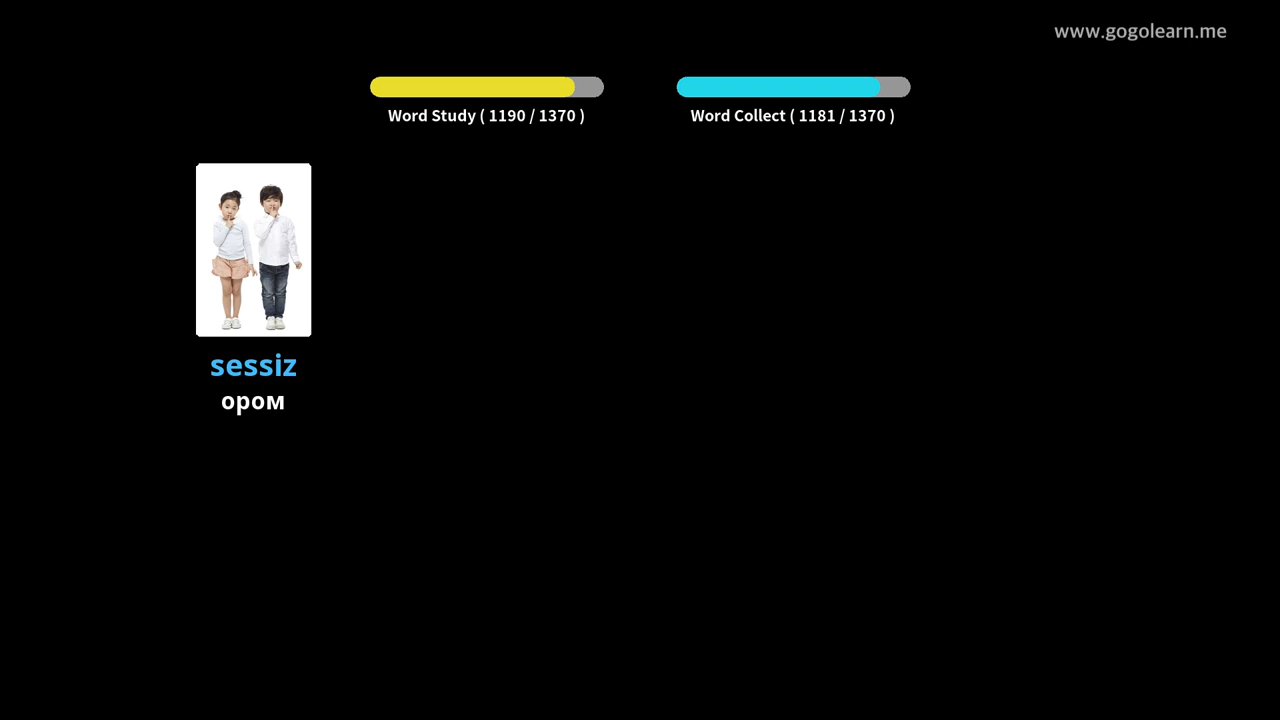 www.gogolearn.me
Word Study ( 1190 / 1370 )
Word Collect ( 1181 / 1370 )
sessiz
ором